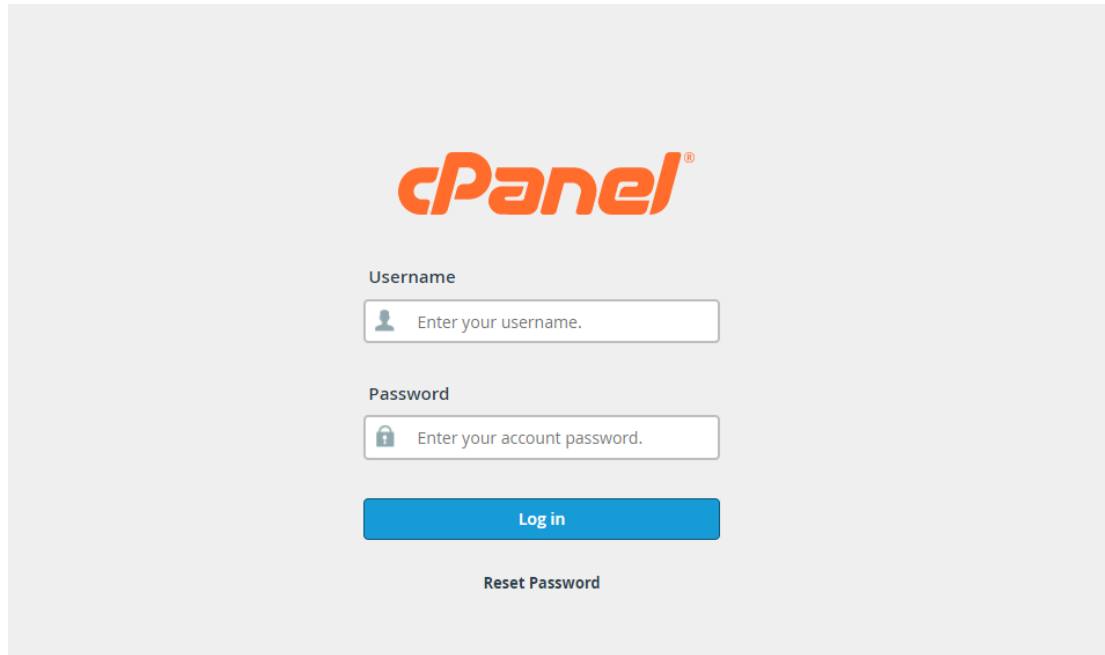 cPanel®
Username
Enter your username.
Password
Enter your account password.
Log in
Reset Password